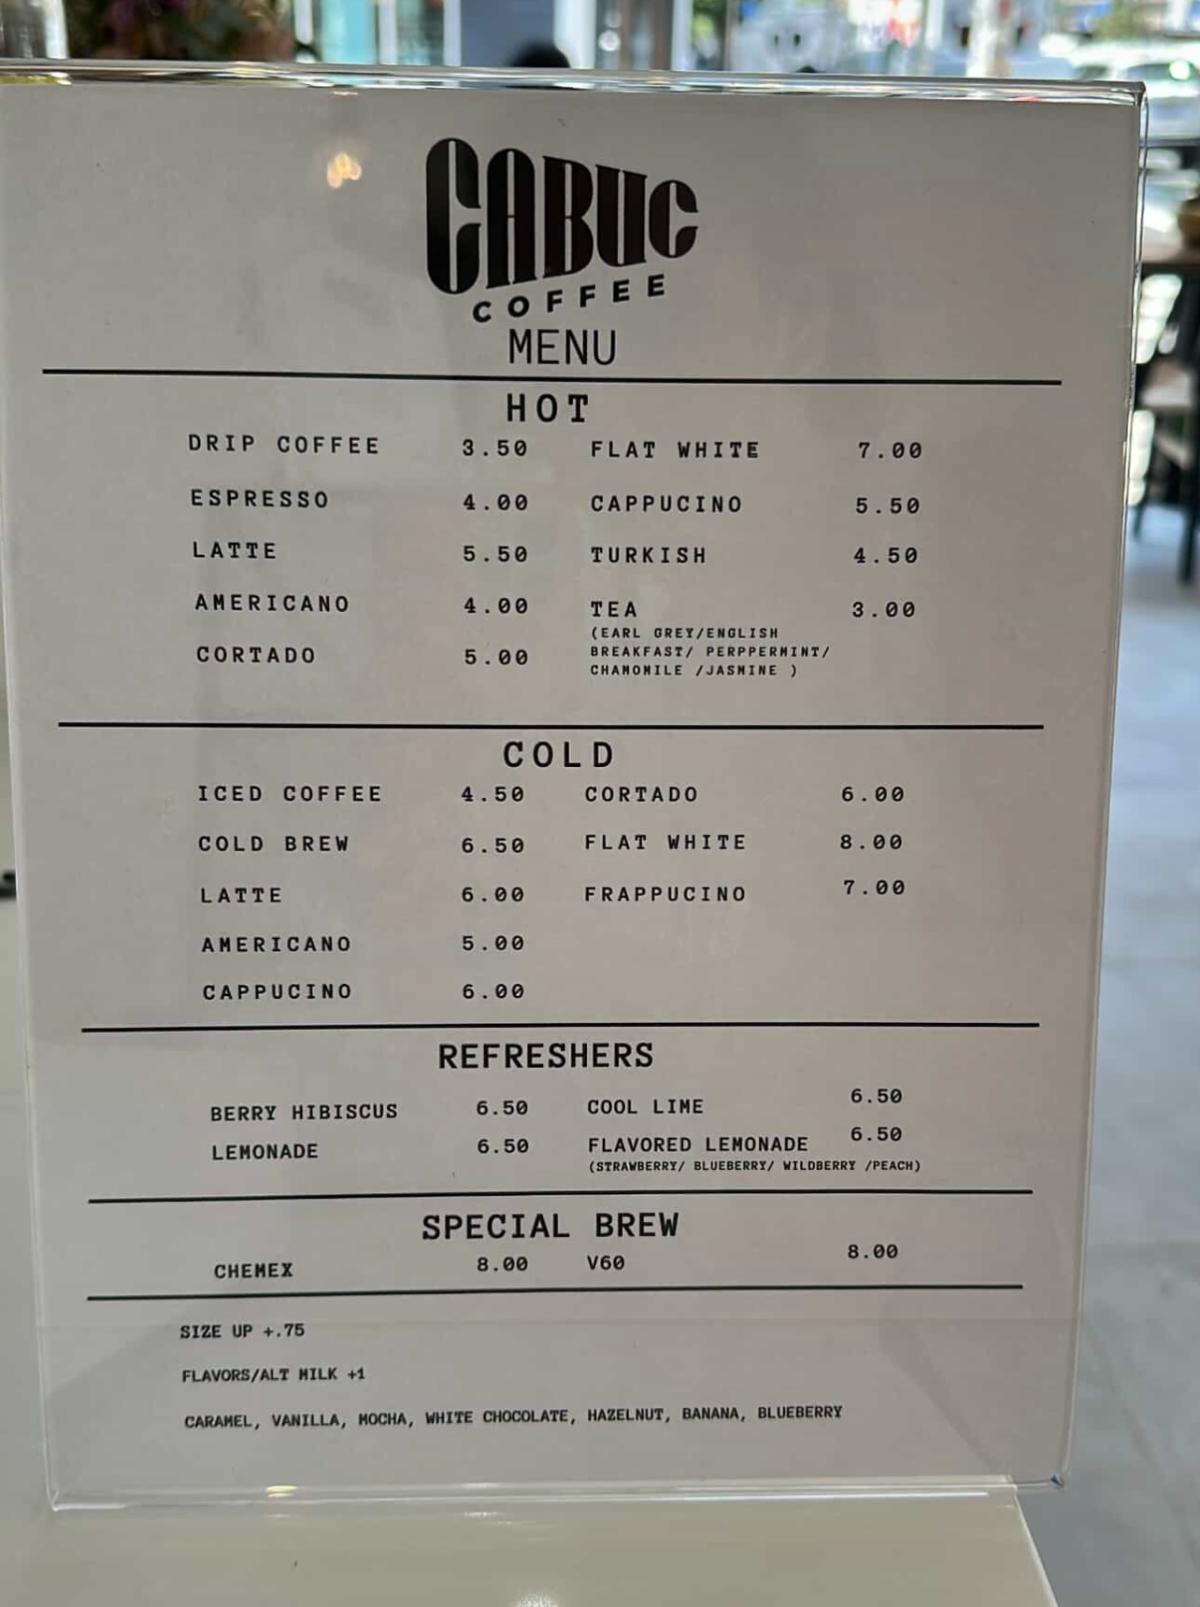 CABUC
COFFEE
MENU
HOT
DRIP COFFEE 3.50 FLAT WHITE 7.00
ESPRESSO 4.00 CAPPUCINO 5.50
LATTE 5.50 TURKISH 4.50
AMERICANO 4.00 TEA 3.00
(EARL GREY/ENGLISH
BREAKFAST/ PERPPERMINT/
CHAMOMILE /JASMINE )
CORTADO 5.00
COLD
ICED COFFEE 4.50 CORTADO 6.00
COLD BREW 6.50 FLAT WHITE 8.00
LATTE 6.00 FRAPPUCINO 7.00
AMERICANO 5.00
CAPPUCINO 6.00
REFRESHERS
BERRY HIBISCUS 6.50 COOL LIME 6.50
LEMONADE 6.50 FLAVORED LEMONADE 6.50
(STRAWBERRY/ BLUEBERRY/ WILDBERRY /PEACH)
SPECIAL BREW
CHEMEX 8.00 V60 8.00
SIZE UP +.75
FLAVORS/ALT MILK +1
CARAMEL, VANILLA, MOCHA, WHITE CHOCOLATE, HAZELNUT, BANANA, BLUEBERRY